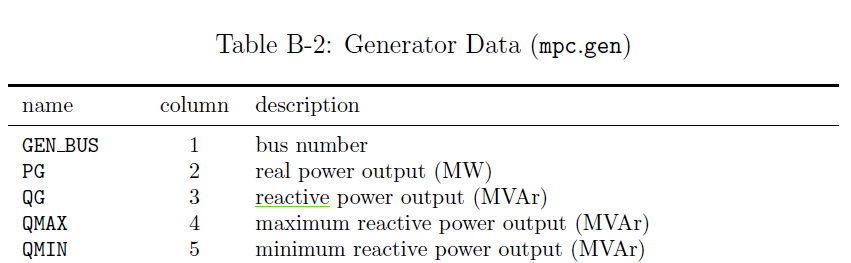 Table B-2: Generator Data (mpc.gen)
name column description
GEN_BUS 1 bus number
PG 2 real power output (MW)
QG 3 reactive power output (MVAr)
QMAX 4 maximum reactive power output (MVAr)
QMIN 5 minimum reactive power output (MVAr)